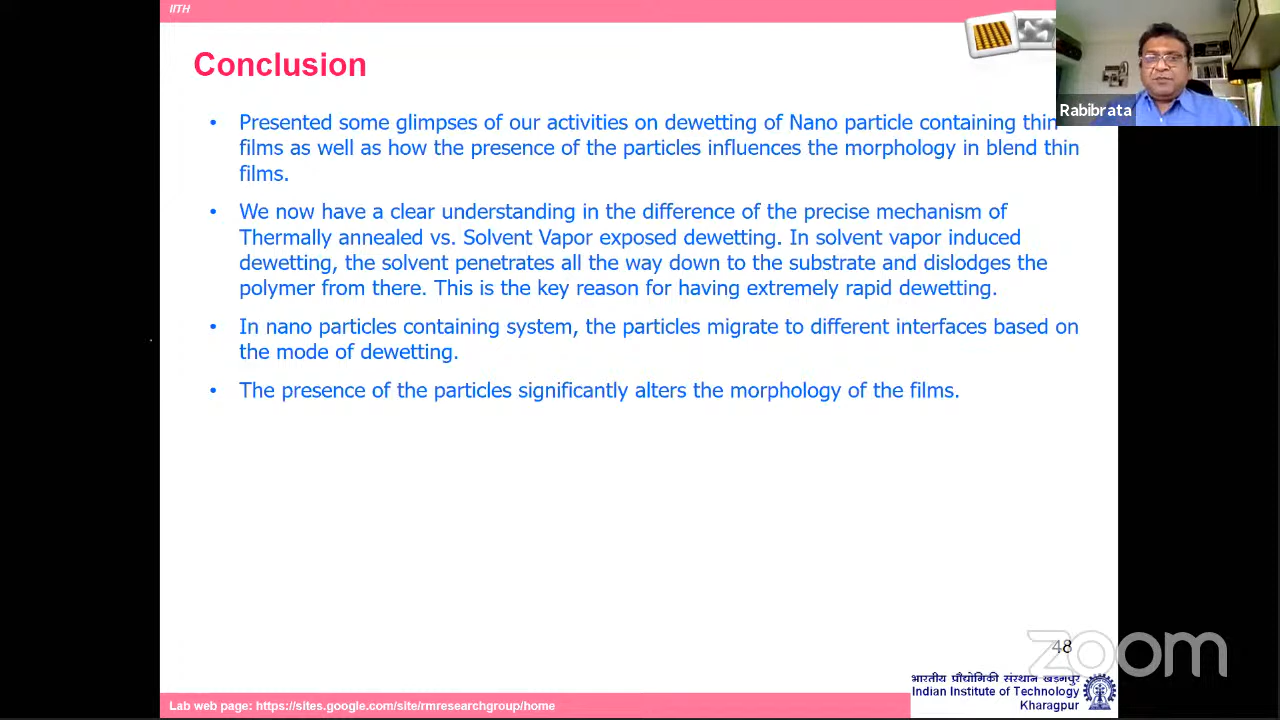 IITH
Conclusion
Rabibrata
• Presented some glimpses of our activities on dewetting of Nano particle containing thin
films as well as how the presence of the particles influences the morphology in blend thin
films.
• We now have a clear understanding in the difference of the precise mechanism of
Thermally annealed vs. Solvent Vapor exposed dewetting. In solvent vapor induced
dewetting, the solvent penetrates all the way down to the substrate and dislodges the
polymer from there. This is the key reason for having extremely rapid dewetting.
• In nano particles containing system, the particles migrate to different interfaces based on
the mode of dewetting.
• The presence of the particles significantly alters the morphology of the films.
48
zoom
भारतीय प्रौद्योगिकी संस्थान खड़गपुर
Indian Institute of Technology
Kharagpur
Lab web page: https://sites.google.com/site/rmresearchgroup/home